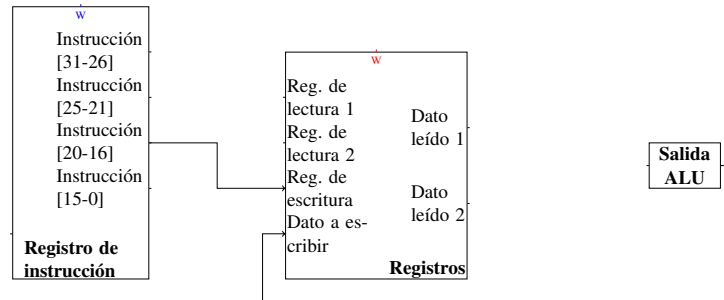 W
Instrucción
[31-26]
Instrucción
[25-21]
Instrucción
[20-16]
Instrucción
[15-0]
Registro de
instrucción
W
Reg. de
lectura 1
Reg. de
lectura 2
Reg. de
escritura
Dato a es-
cribir
Dato
leído 1
Dato
leído 2
Registros
Salida
ALU